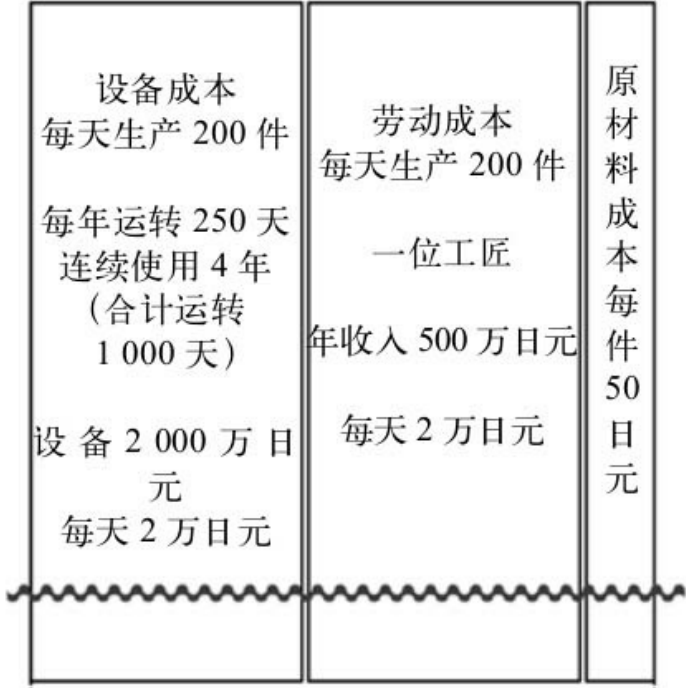 设备成本
每天生产 200 件
每年运转 250 天
连续使用 4 年
（合计运转
1 000 天）
设 备 2 000 万 日
元
每天 2 万日元
劳动成本
每天生产 200 件
一位工匠
年收入 500 万日元
每天 2 万日元
原
材
料
成
本
每
件
50
日
元